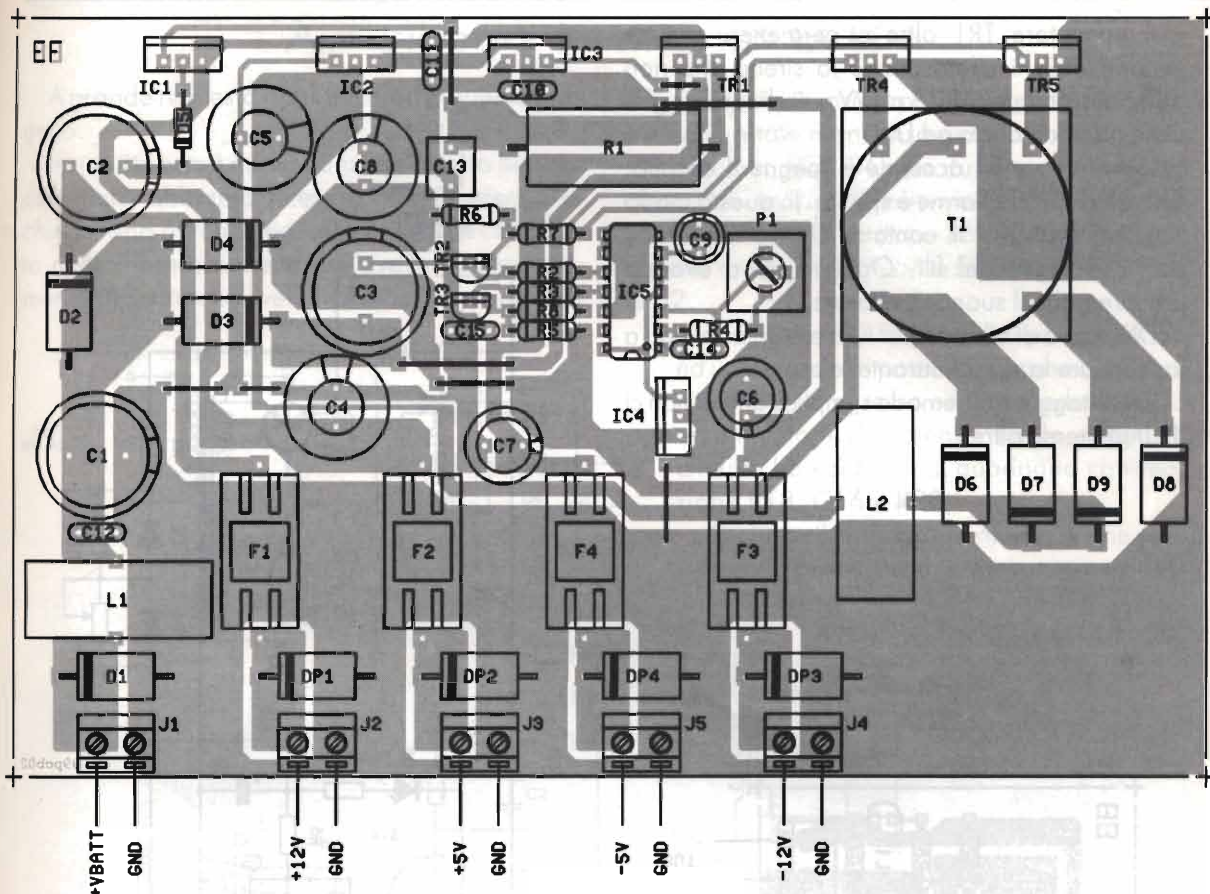 EF
IC1
IC2
C11
IC3
C10
TR1
TR4
TR5
D5
C5
C2
C8
C13
R1
R6
P1
T1
D4
R7
C9
TR2
R2
D2
C3
R3
IC5
D3
TR3
R8
C15
R5
R4
C14
C4
IC4
C6
C1
C7
D6
D7
D9
D8
L2
C12
F1
F2
F4
F3
L1
D1
DP1
DP2
DP4
DP3
J1
J2
J3
J5
J4
+VBATT
GND
+12V
GND
+5V
GND
-5V
GND
-12V
GND